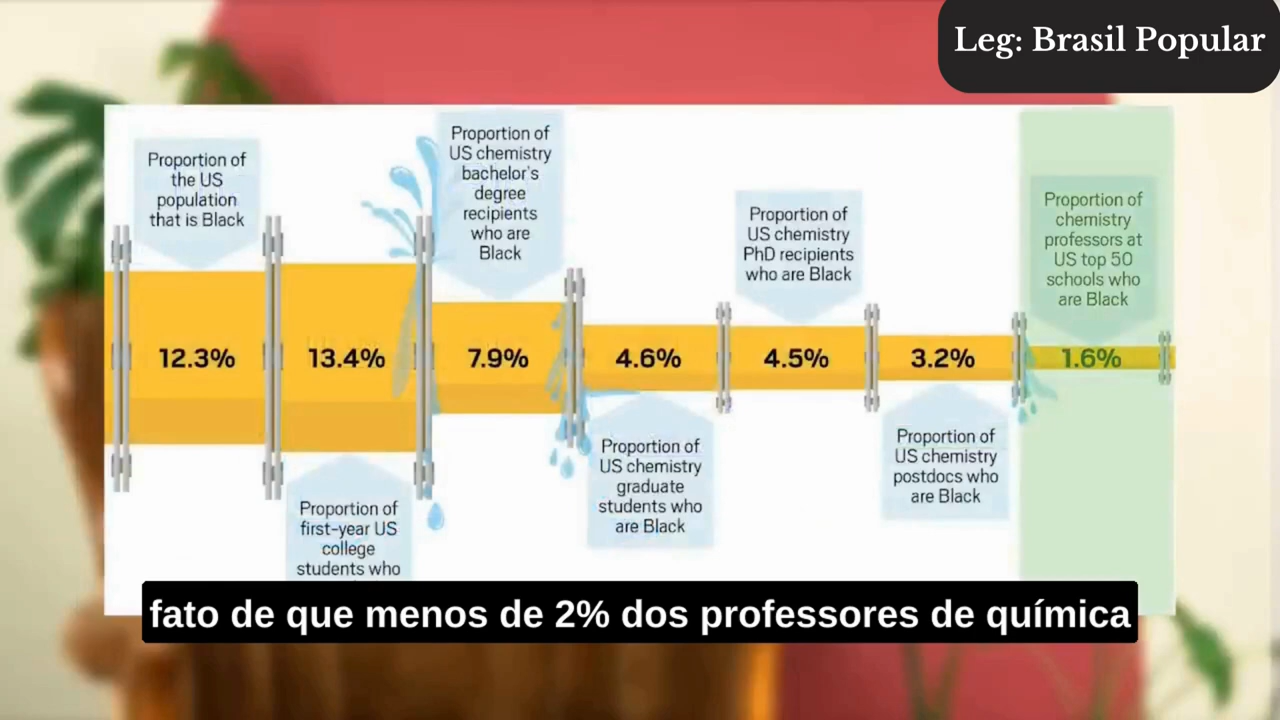 Leg: Brasil Popular
Proportion of
the US
population
that is Black
12.3%
13.4%
Proportion of
first-year US
college
students who
Proportion of
US chemistry
bachelor's
degree
recipients
who are
Black
7.9%
4.6%
Proportion of
US chemistry
graduate
students who
are Black
Proportion of
US chemistry
PhD recipients
who are Black
4.5%
3.2%
Proportion of
US chemistry
postdocs who
are Black
Proportion of
chemistry
professors at
US top 50
schools who
are Black
1.6%
fato de que menos de 2% dos professores de química